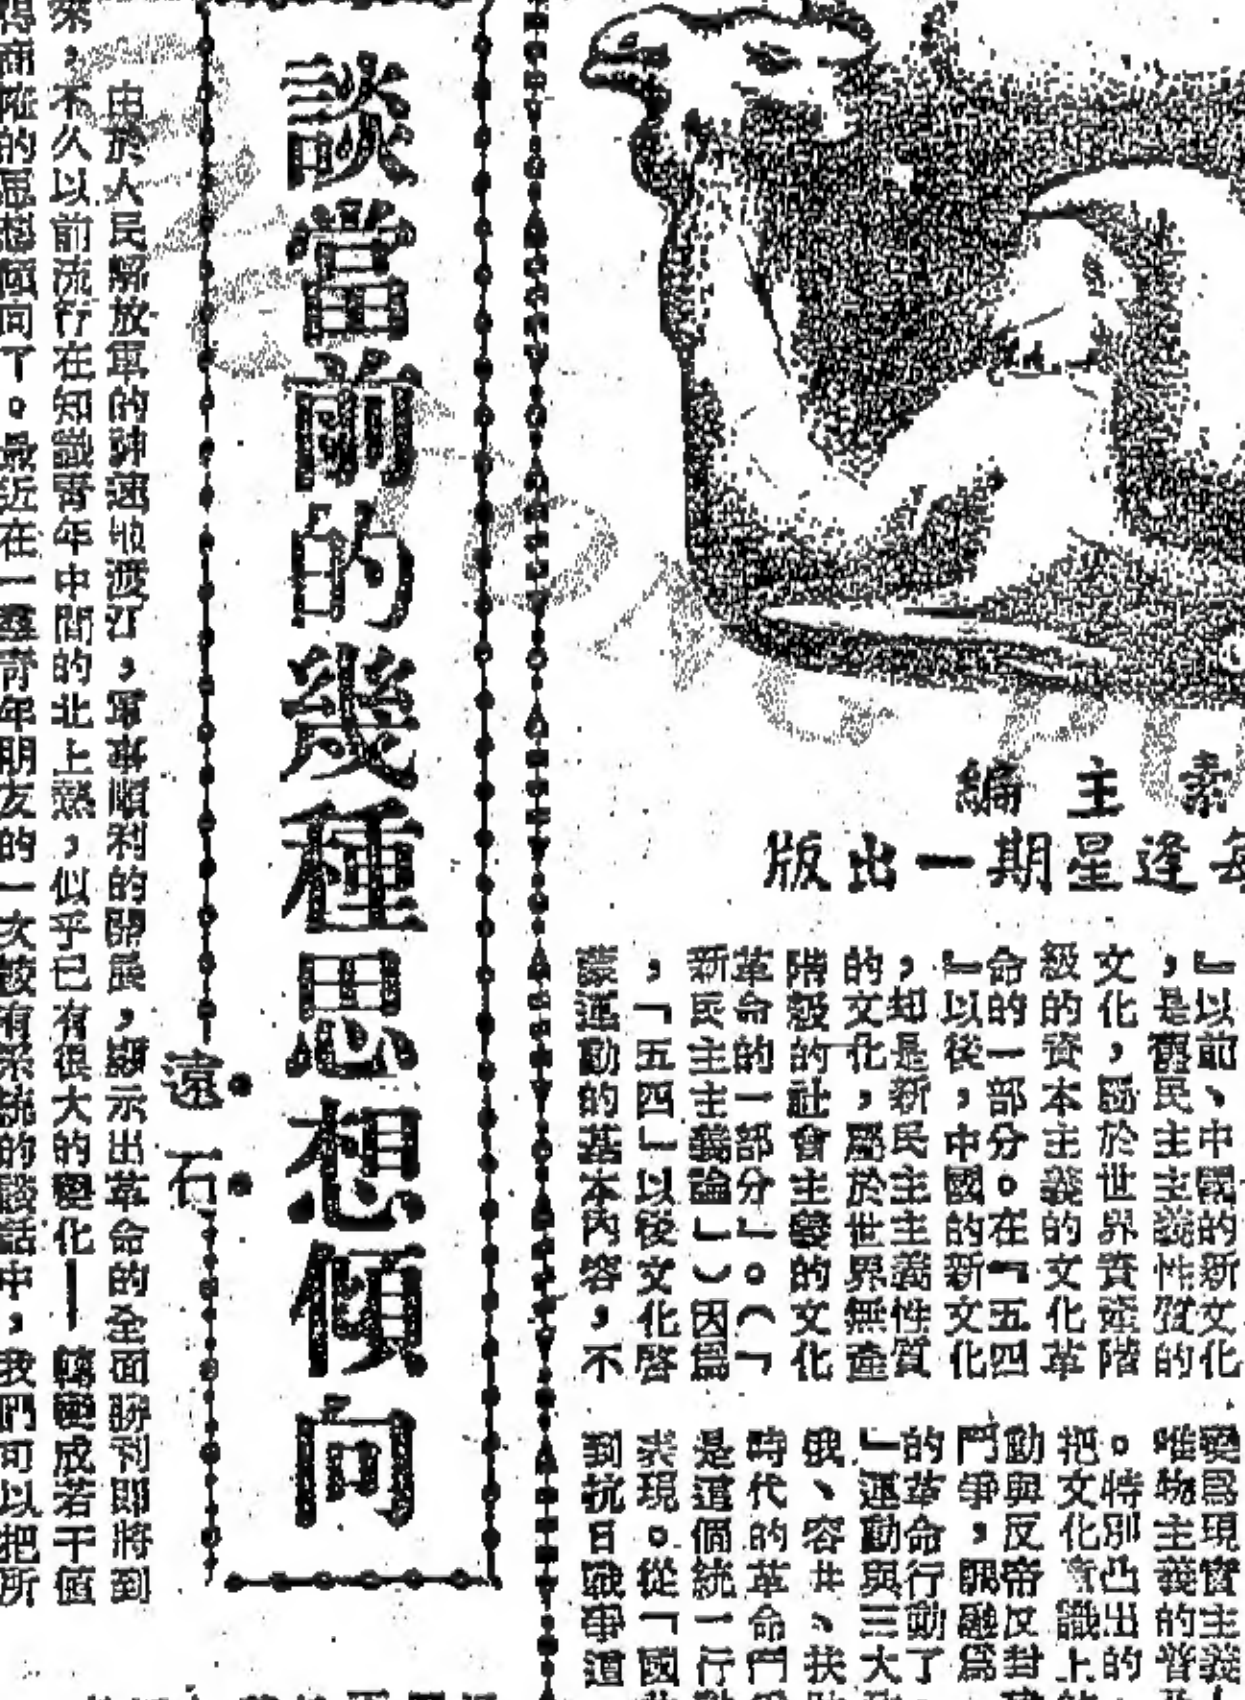 索主編
每逢星期一出版
』以前、中國的新文化
,是舊民主主義性質的
文化,屬於世界資產階
級的資本主義的文化革
命的一部分。在『五四
』以後,中國的新文化
,却是新民主主義性質
的文化,屬於世界無產
階級的社會主義的文化
革命的一部分」。(「
新民主主義論」)因爲
,「五四」以後文化啓
蒙運動的基本內容,不
變爲現實主義
唯物主義的
。特別凸出的
把文化意識上
動與反帝反封
鬥爭,融爲
的革命行動了
」運動與三大
俄、容共、扶
時代的革命鬥
是這個統一行
表現。從「國
到抗日戰爭這
談當前的幾種思想傾向
遠石
由於人民解放軍的神速地渡江,軍事順利的開展,顯示出革命的全面勝利即將到
來,不久以前流行在知識青年中間的北上熱,似乎已有很大的變化—轉變成若干值
得商榷的思想傾向了。最近在一羣青年朋友的一次較有系統的談話中,我們可以把所